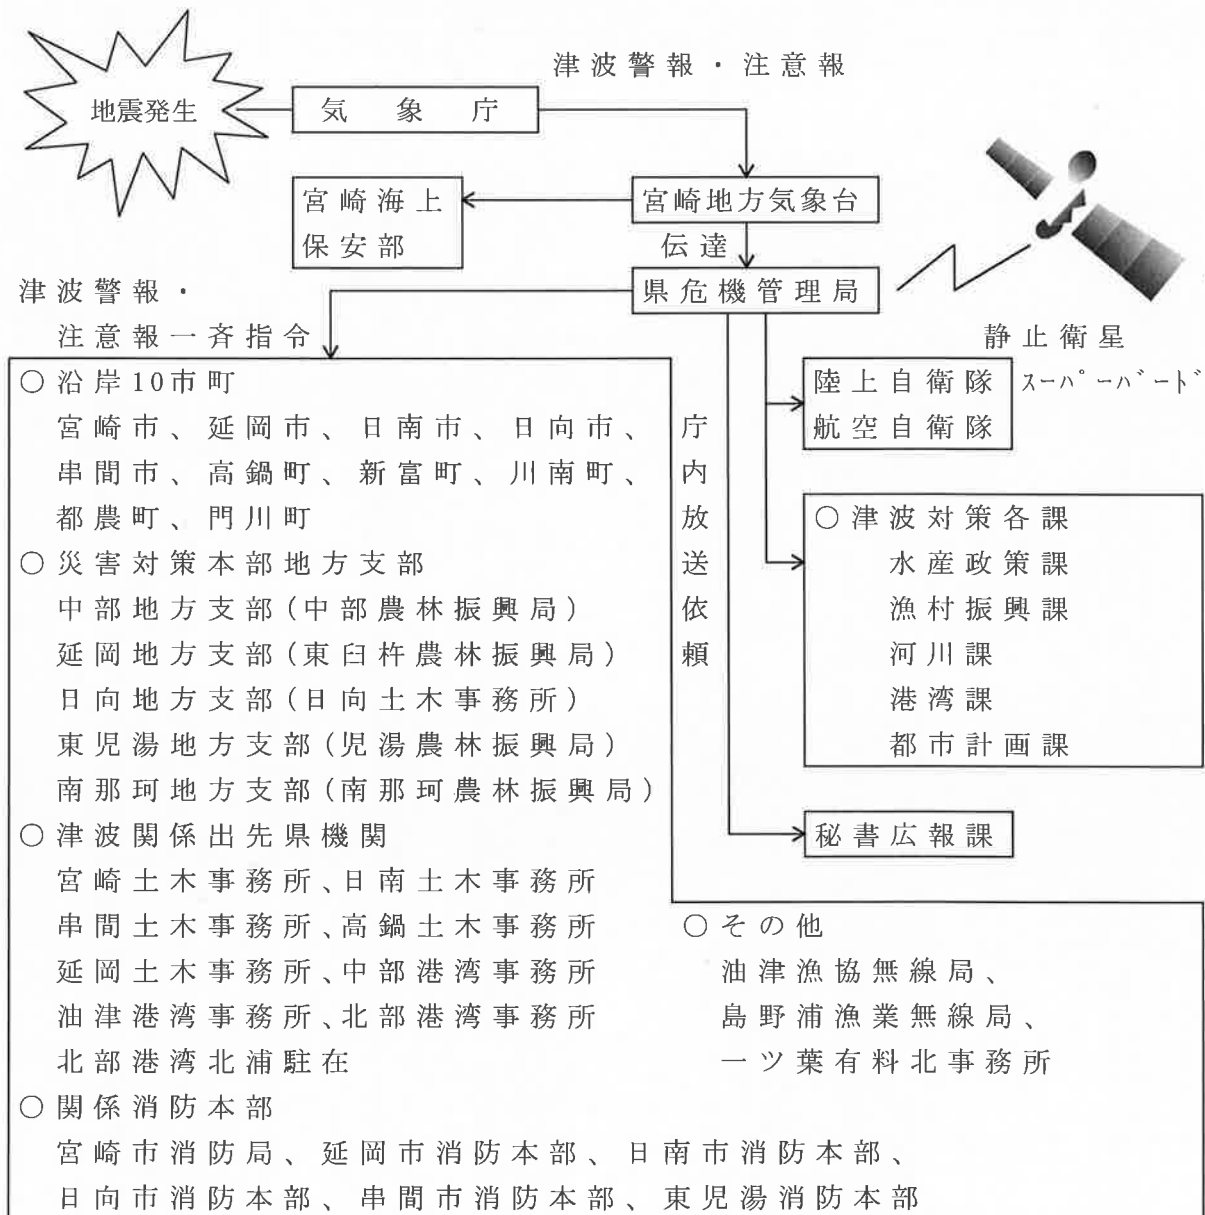 津波警報・注意報
地震発生
気象庁
宮崎海上
保安部
宮崎地方気象台
伝達
県危機管理局
津波警報・
注意報一斉指令
静止衛星
スーパーバード
陸上自衛隊
航空自衛隊
○沿岸10市町
宮崎市、延岡市、日南市、日向市、
串間市、高鍋町、新富町、川南町、
都農町、門川町
○災害対策本部地方支部
中部地方支部(中部農林振興局)
延岡地方支部(東臼杵農林振興局)
日向地方支部(日向土木事務所)
東児湯地方支部(児湯農林振興局)
南那珂地方支部(南那珂農林振興局)
○津波関係出先県機関
宮崎土木事務所、日南土木事務所
串間土木事務所、高鍋土木事務所
延岡土木事務所、中部港湾事務所
油津港湾事務所、北部港湾事務所
北部港湾北浦駐在
○関係消防本部
宮崎市消防局、延岡市消防本部、日南市消防本部、
日向市消防本部、串間市消防本部、東児湯消防本部
庁内放送依頼
○津波対策各課
水産政策課
漁村振興課
河川課
港湾課
都市計画課
秘書広報課
○その他
油津漁協無線局、
島野浦漁業無線局、
一ツ葉有料北事務所